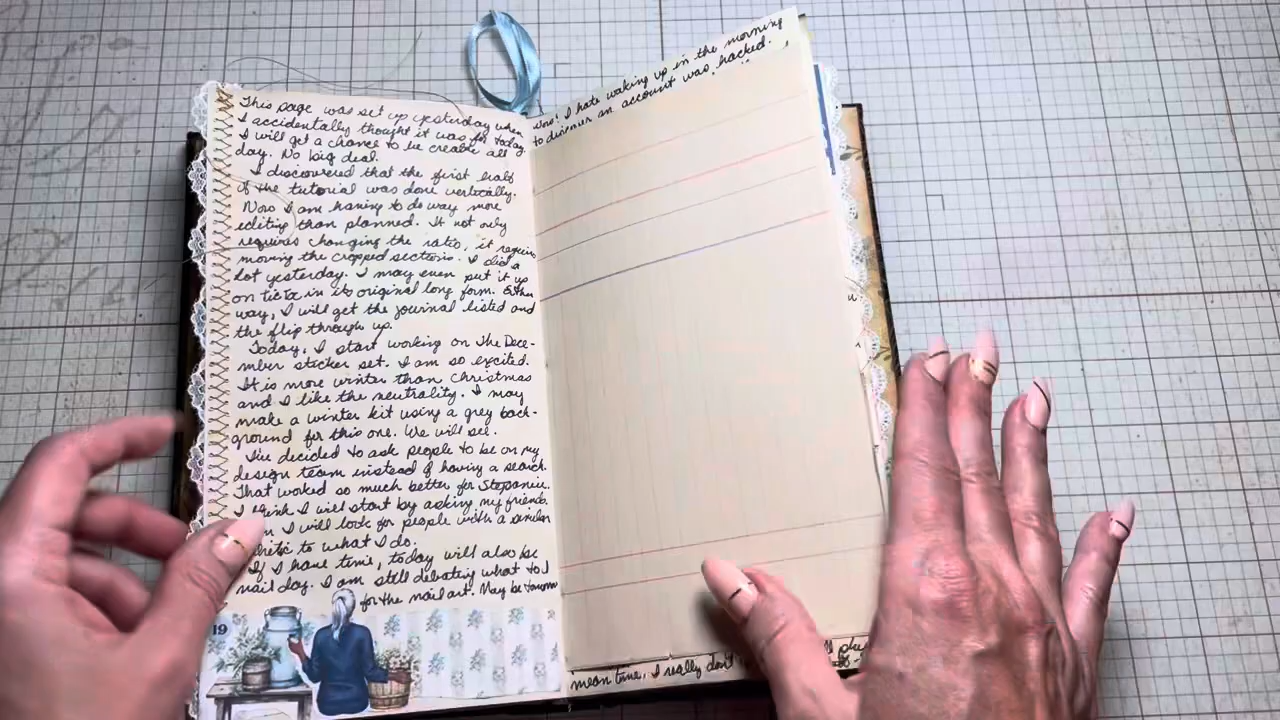 This page was set up yesterday when
I accidentally thought it was for today.
I will get a chance to be creative all
day. No big deal.
I discovered that the first half
of the tutorial was done vertically.
Now I am having to do way more
editing than planned. It not only
requires changing the ratio, it requires
moving the cropped sections. I did a
lot yesterday. I may even put it up
on in its original long form. Either
way, I will get the journal listed and
the flip through up.
Today, I start working on the Dece-
mber sticker set. I am so excited.
It is more winter than Christmas
and I like the neutrality. I may
make a winter kit using a grey back-
ground for this one. We will see.
I've decided to ask people to be on my
design team instead of having a search.
That worked so much better for Stepanie.
I think I will start by asking my friends.
I will look for people with a similar
to what I do.
If I have time, today will also be
nail day. I am still debating what to d
for the nail art. May be tomorrow
19
Wow! I hate waking up in the morning
to discover an account was hacked.
mean time, I really don't